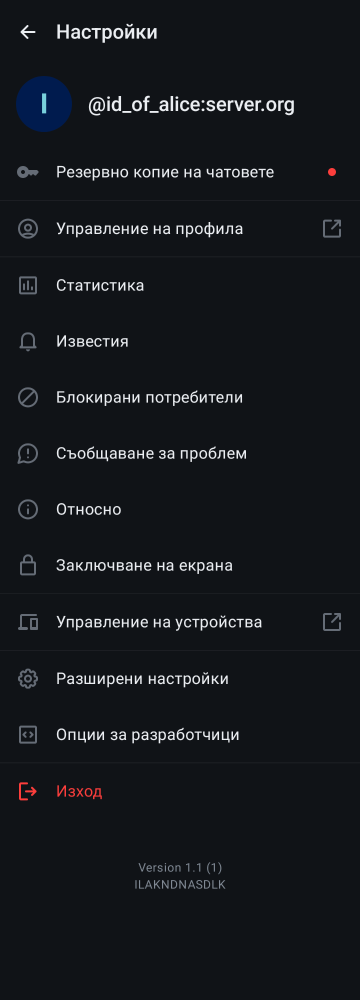 Настройки
I
@id_of_alice:server.org
Резервно копие на чатовете
Управление на профила
Статистика
Известия
Блокирани потребители
Съобщаване за проблем
Относно
Заключване на екрана
Управление на устройства
Разширени настройки
Опции за разработчици
Изход
Version 1.1 (1)
ILAKNDNASDLK